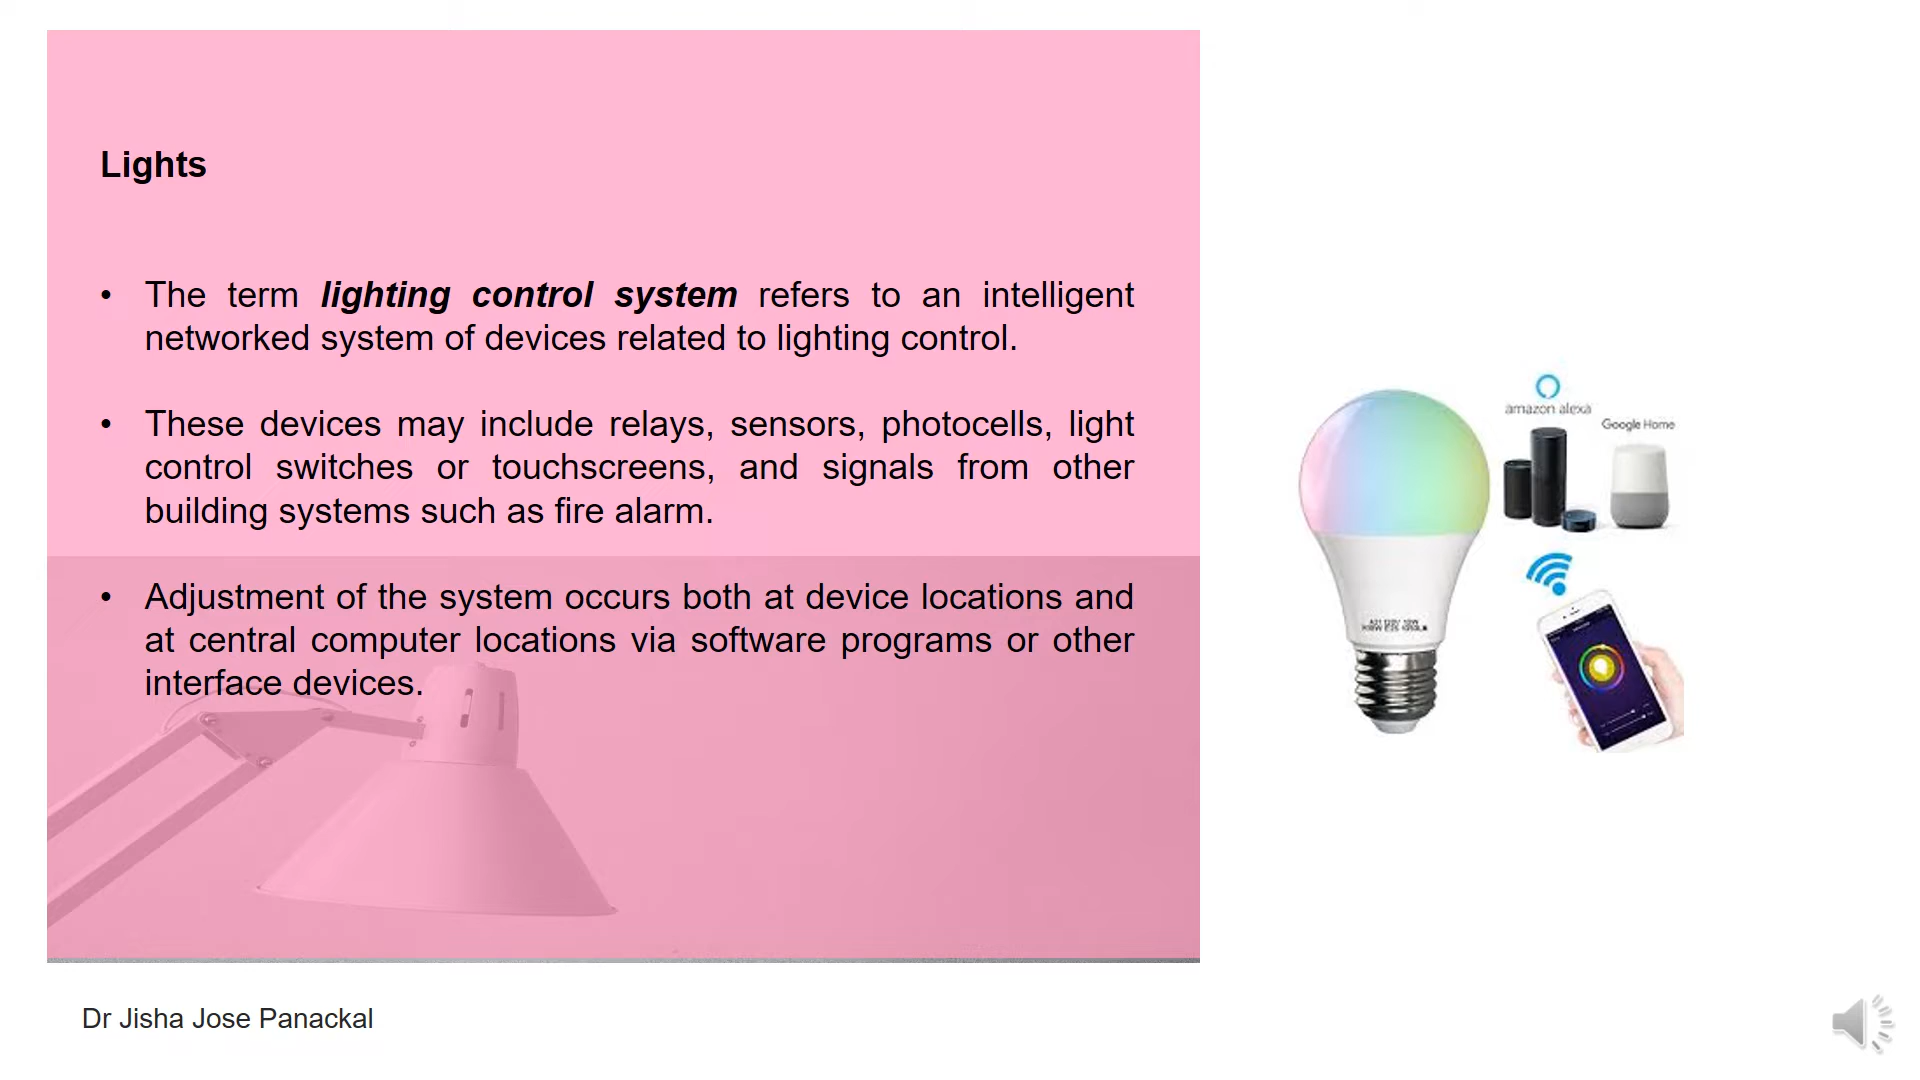 Lights
• The term lighting control system refers to an intelligent
networked system of devices related to lighting control.
• These devices may include relays, sensors, photocells, light
control switches or touchscreens, and signals from other
building systems such as fire alarm.
• Adjustment of the system occurs both at device locations and
at central computer locations via software programs or other
interface devices.
amazon alexa
Google Home
Dr Jisha Jose Panackal